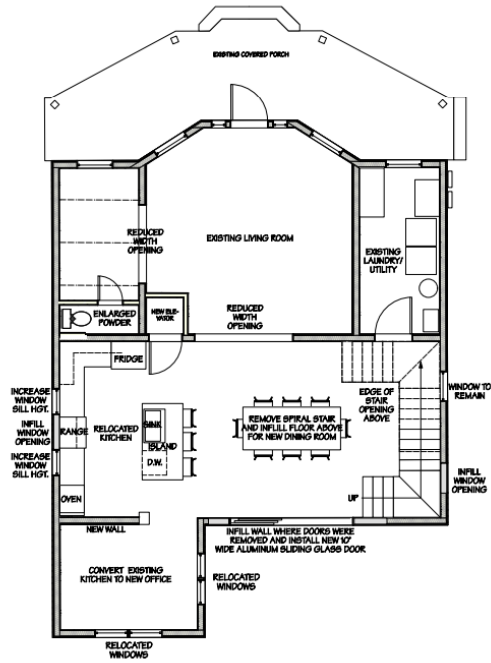 EXISTING COVERED PORCH
REDUCED
WIDTH
OPENING
EXISTING LIVING ROOM
EXISTING
LAUNDRY/
UTILITY
NEW ELE-
VATOR
ENLARGED
POWDER
REDUCED
WIDTH
OPENING
FRIDGE
INCREASE
WINDOW
SILL HGT.
INFILL
WINDOW
OPENING
INCREASE
WINDOW
SILL HGT.
RANGE
RELOCATED
KITCHEN
SINK
ISLAND
D.W.
OVEN
REMOVE SPIRAL STAIR
AND INFLILL FLOOR ABOVE
FOR NEW DINING ROOM
EDGE OF
STAIR
OPENING
ABOVE
WINDOW TO
REMAIN
INFILL
WINDOW
OPENING
UP
NEW WALL
INFILL WALL WHERE DOORS WERE
REMOVED AND INSTALL NEW 10'
WIDE ALUMINUM SLIDING GLASS DOOR
CONVERT EXISTING
KITCHEN TO NEW OFFICE
RELOCATED
WINDOWS
RELOCATED
WINDOWS